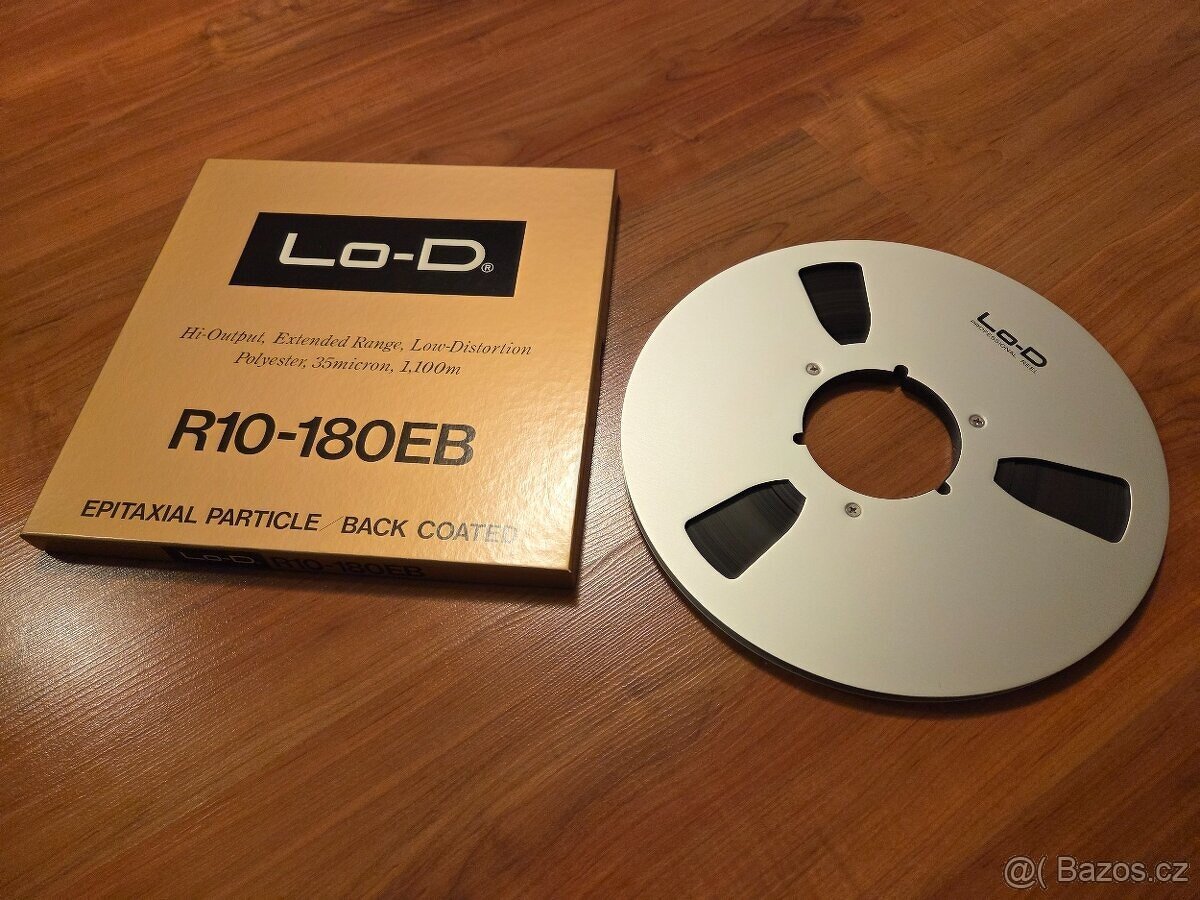 Lo-D®
Hi-Output, Extended Range, Low-Distortion
Polyester, 35micron, 1,100m
R10-180EB
EPITAXIAL PARTICLE / BACK COATED
Lo-D R10-180EB
Lo-D
PROFESSIONAL REEL
@( Bazos.cz